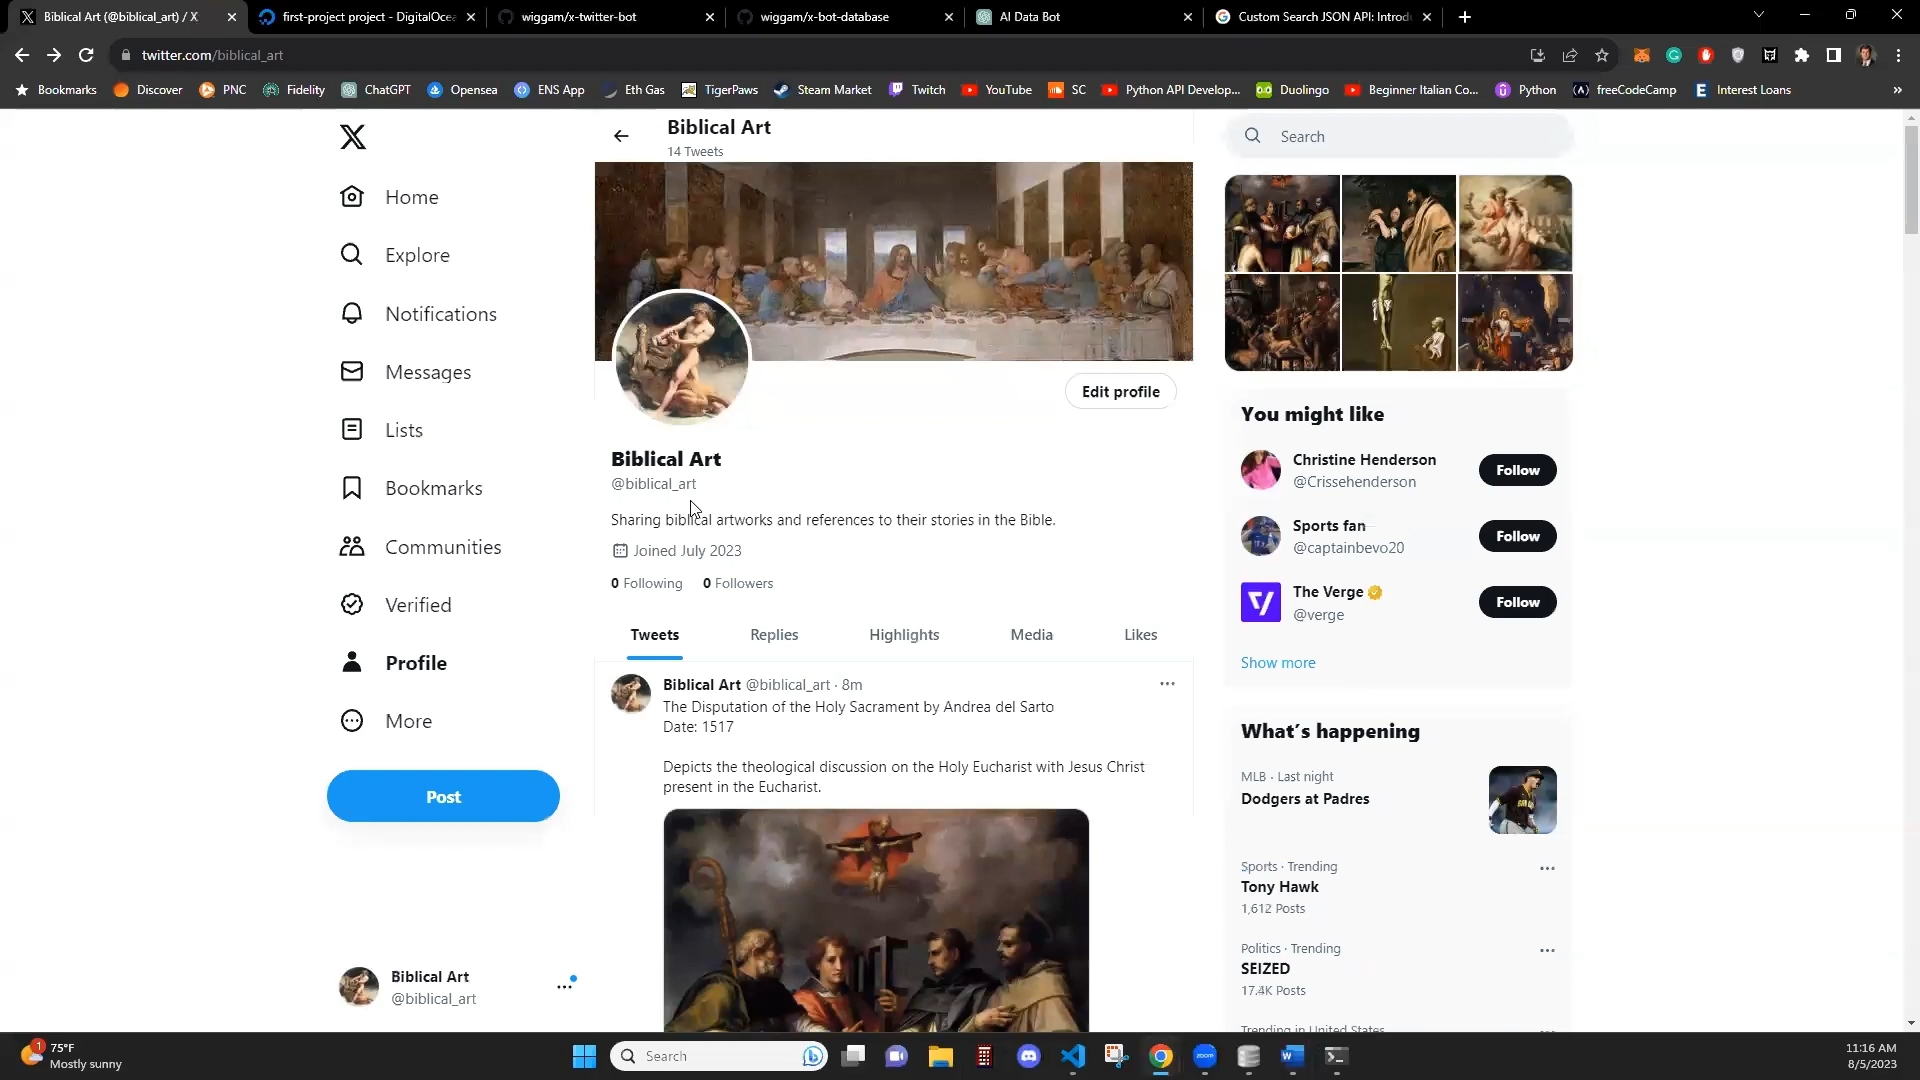 Biblical Art (@biblical_art) / X
first-project project - DigitalOcea
wiggam/x-twitter-bot
wiggam/x-bot-database
AI Data Bot
Custom Search JSON API: Introdu
twitter.com/biblical_art
Bookmarks
Discover
PNC
Fidelity
ChatGPT
Opensea
ENS App
Eth Gas
TigerPaws
Steam Market
Twitch
YouTube
SC
Python API Develop...
Duolingo
Beginner Italian Co...
Python
freeCodeCamp
Interest Loans
Home
Explore
Notifications
Messages
Lists
Bookmarks
Communities
Verified
Profile
More
Post
Biblical Art
@biblical_art
Biblical Art
14 Tweets
Edit profile
Biblical Art
@biblical_art
Sharing biblical artworks and references to their stories in the Bible.
Joined July 2023
0 Following 0 Followers
Tweets
Replies
Highlights
Media
Likes
Biblical Art @biblical_art · 8m
The Disputation of the Holy Sacrament by Andrea del Sarto
Date: 1517
Depicts the theological discussion on the Holy Eucharist with Jesus Christ
present in the Eucharist.
Search
You might like
Christine Henderson
@Crissehenderson
Follow
Sports fan
@captainbevo20
Follow
The Verge
@verge
Follow
Show more
What's happening
MLB · Last night
Dodgers at Padres
Sports · Trending
Tony Hawk
1,612 Posts
Politics · Trending
SEIZED
17.4K Posts
Trending in United States
1
75°F
Mostly sunny
Search
zoom
11:16 AM
8/5/2023